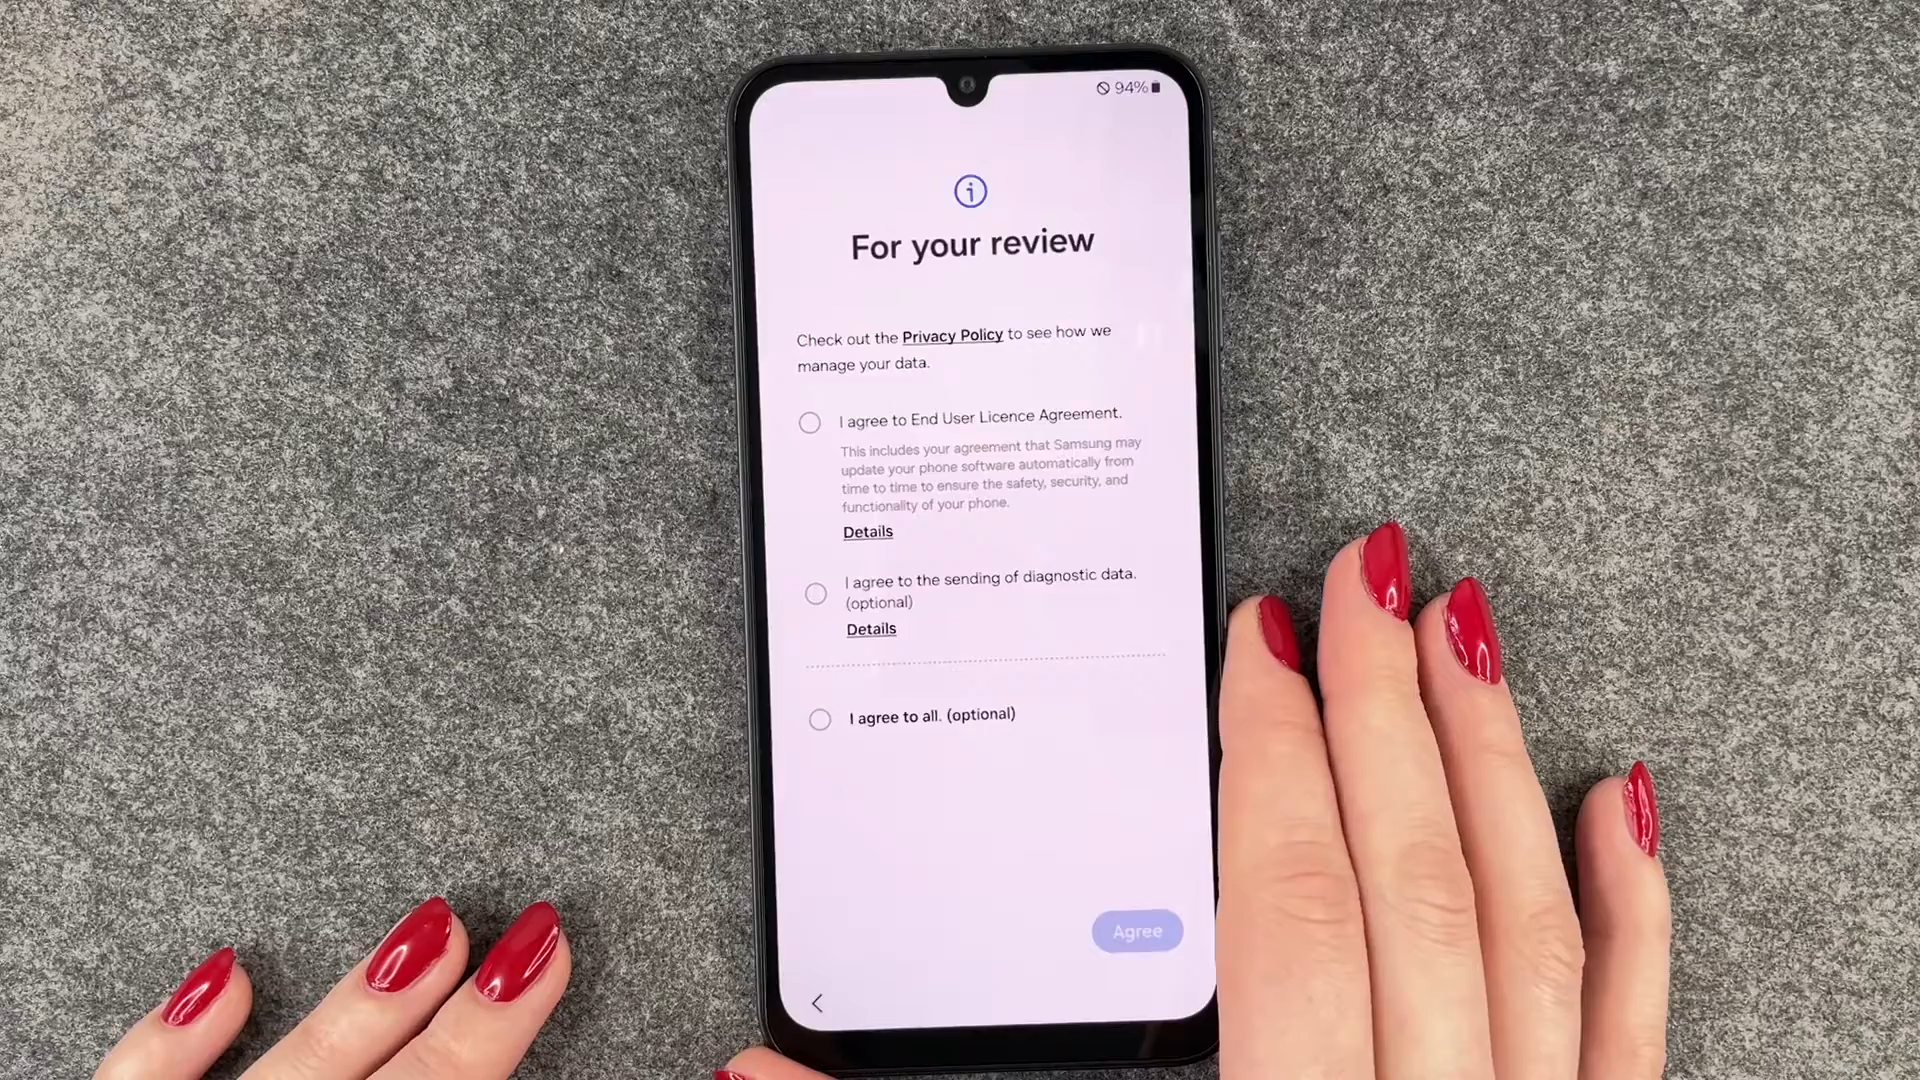 94%
For your review
Check out the Privacy Policy to see how we
manage your data.
I agree to End User Licence Agreement.
This includes your agreement that Samsung may
update your phone software automatically from
time to time to ensure the safety, security, and
functionality of your phone.
Details
I agree to the sending of diagnostic data.
(optional)
Details
I agree to all. (optional)
Agree